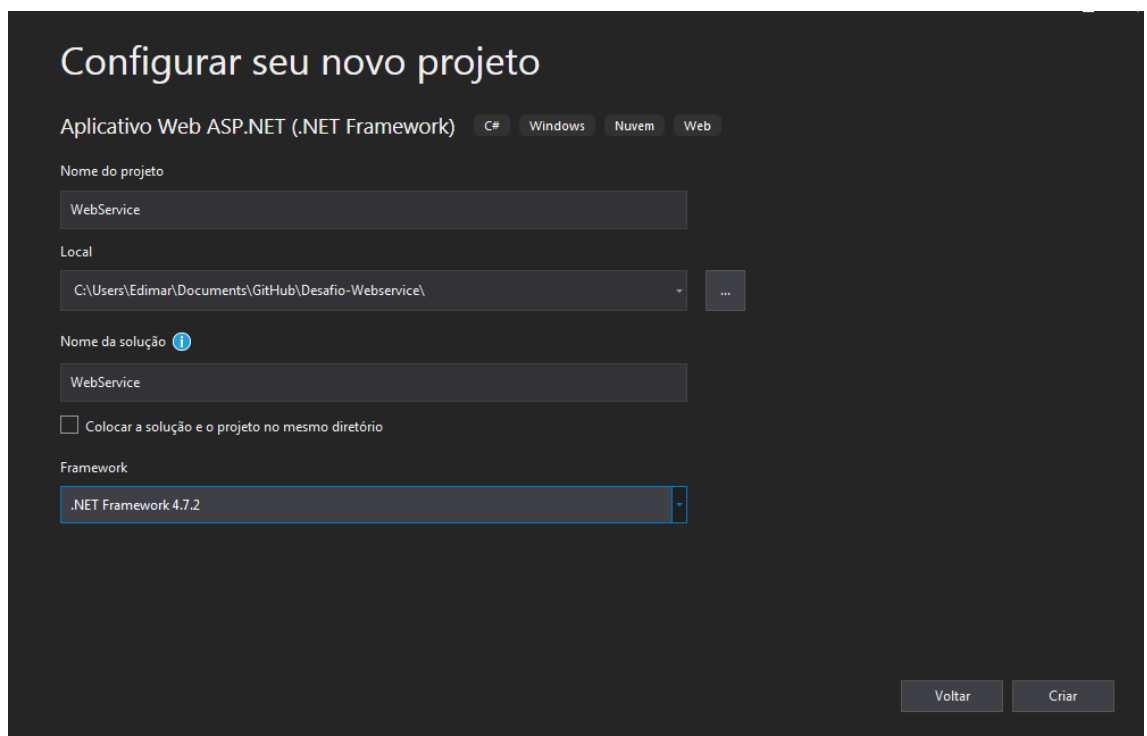 Configurar seu novo projeto
Aplicativo Web ASP.NET (.NET Framework) C# Windows Nuvem Web
Nome do projeto
WebService
Local
C:\Users\Edimar\Documents\GitHub\Desafio-Webservice\ ...
Nome da solução
WebService
Colocar a solução e o projeto no mesmo diretório
Framework
.NET Framework 4.7.2
Voltar Criar